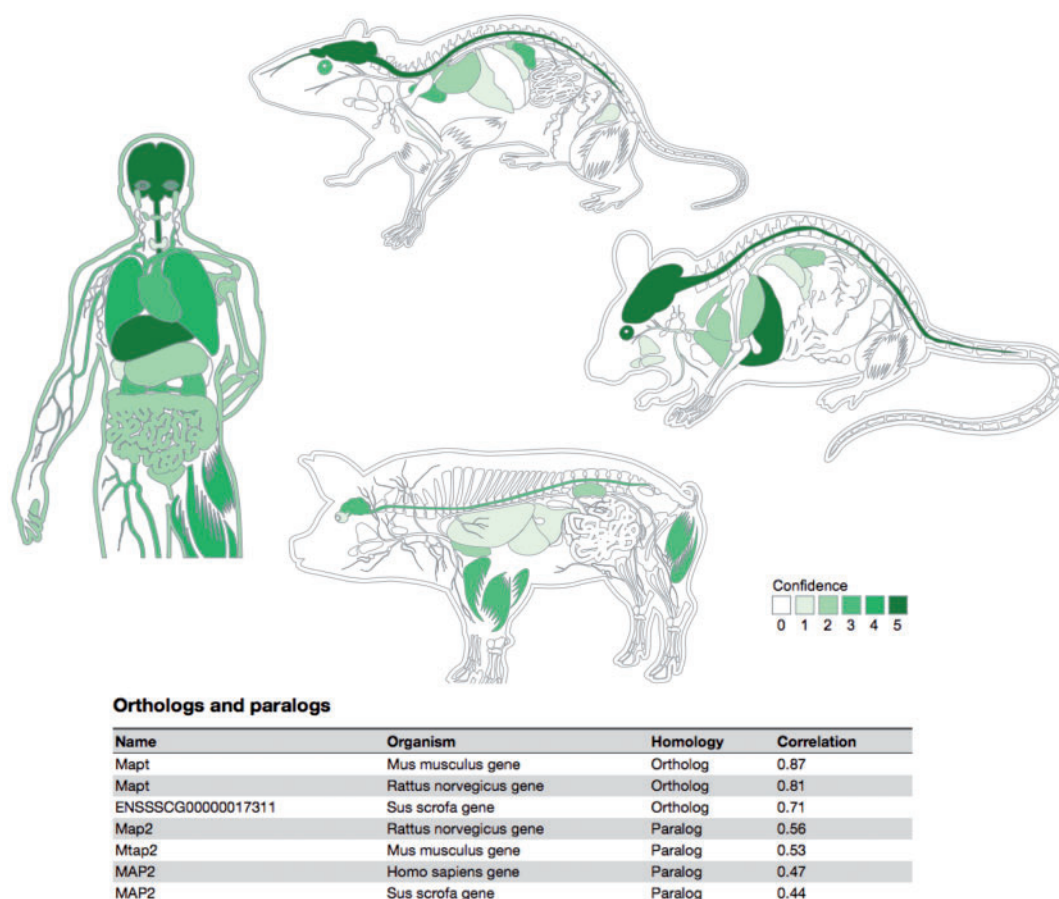 Confidence
0 1 2 3 4 5
Orthologs and paralogs
Name Organism Homology Correlation
Mapt Mus musculus gene Ortholog 0.87
Mapt Rattus norvegicus gene Ortholog 0.81
ENSSSCG00000017311 Sus scrofa gene Ortholog 0.71
Map2 Rattus norvegicus gene Paralog 0.56
Mtap2 Mus musculus gene Paralog 0.53
MAP2 Homo sapiens gene Paralog 0.47
MAP2 Sus scrofa gene Paralog 0.44